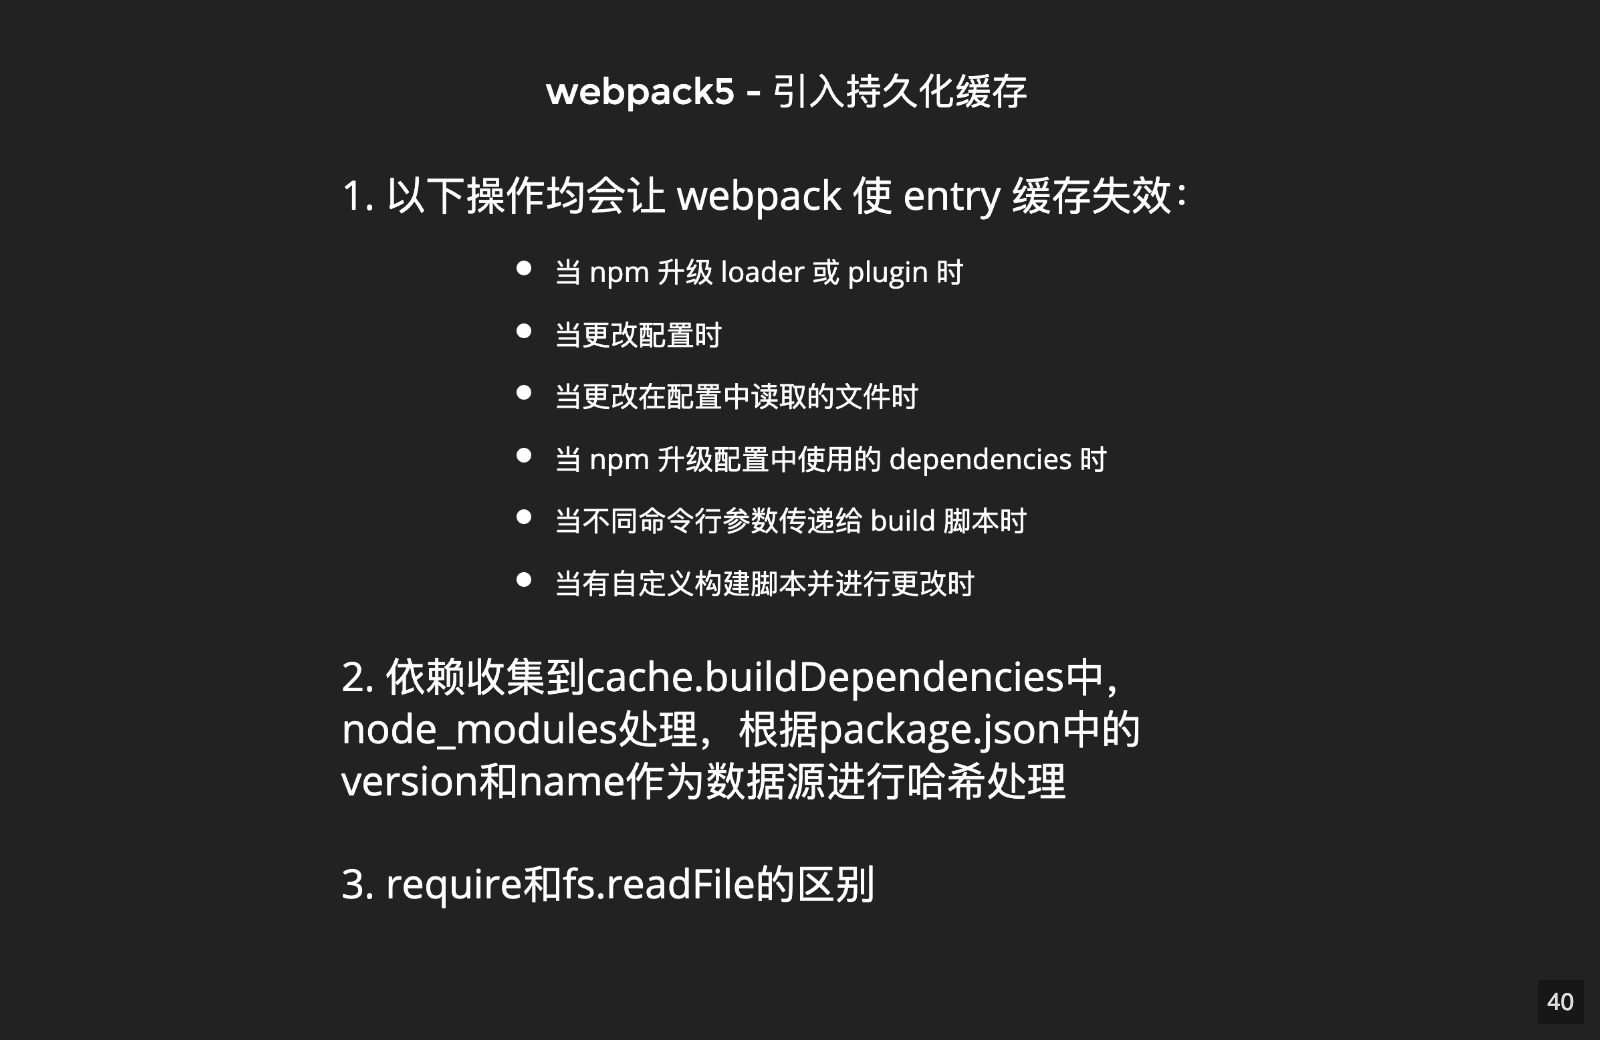 webpack5 - 引入持久化缓存
1. 以下操作均会让 webpack 使 entry 缓存失效：
● 当 npm 升级 loader 或 plugin 时
● 当更改配置时
● 当更改在配置中读取的文件时
● 当 npm 升级配置中使用的 dependencies 时
● 当不同命令行参数传递给 build 脚本时
● 当有自定义构建脚本并进行更改时
2. 依赖收集到cache.buildDependencies中，
node_modules处理，根据package.json中的
version和name作为数据源进行哈希处理
3. require和fs.readFile的区别
40